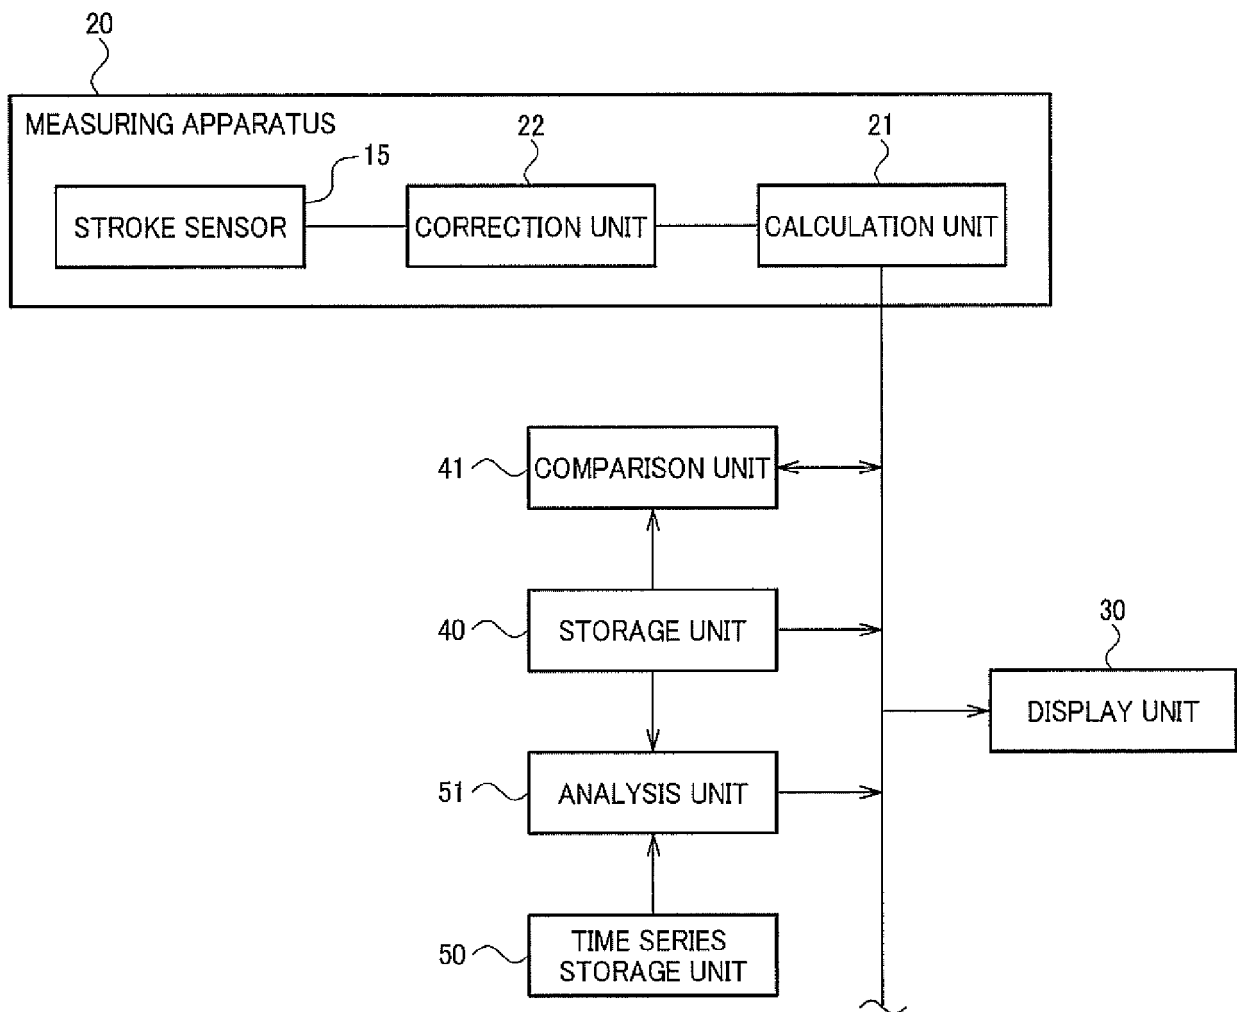 20
MEASURING APPARATUS
15
22
21
STROKE SENSOR
CORRECTION UNIT
CALCULATION UNIT
41
COMPARISON UNIT
40
STORAGE UNIT
30
DISPLAY UNIT
51
ANALYSIS UNIT
50
TIME SERIES
STORAGE UNIT